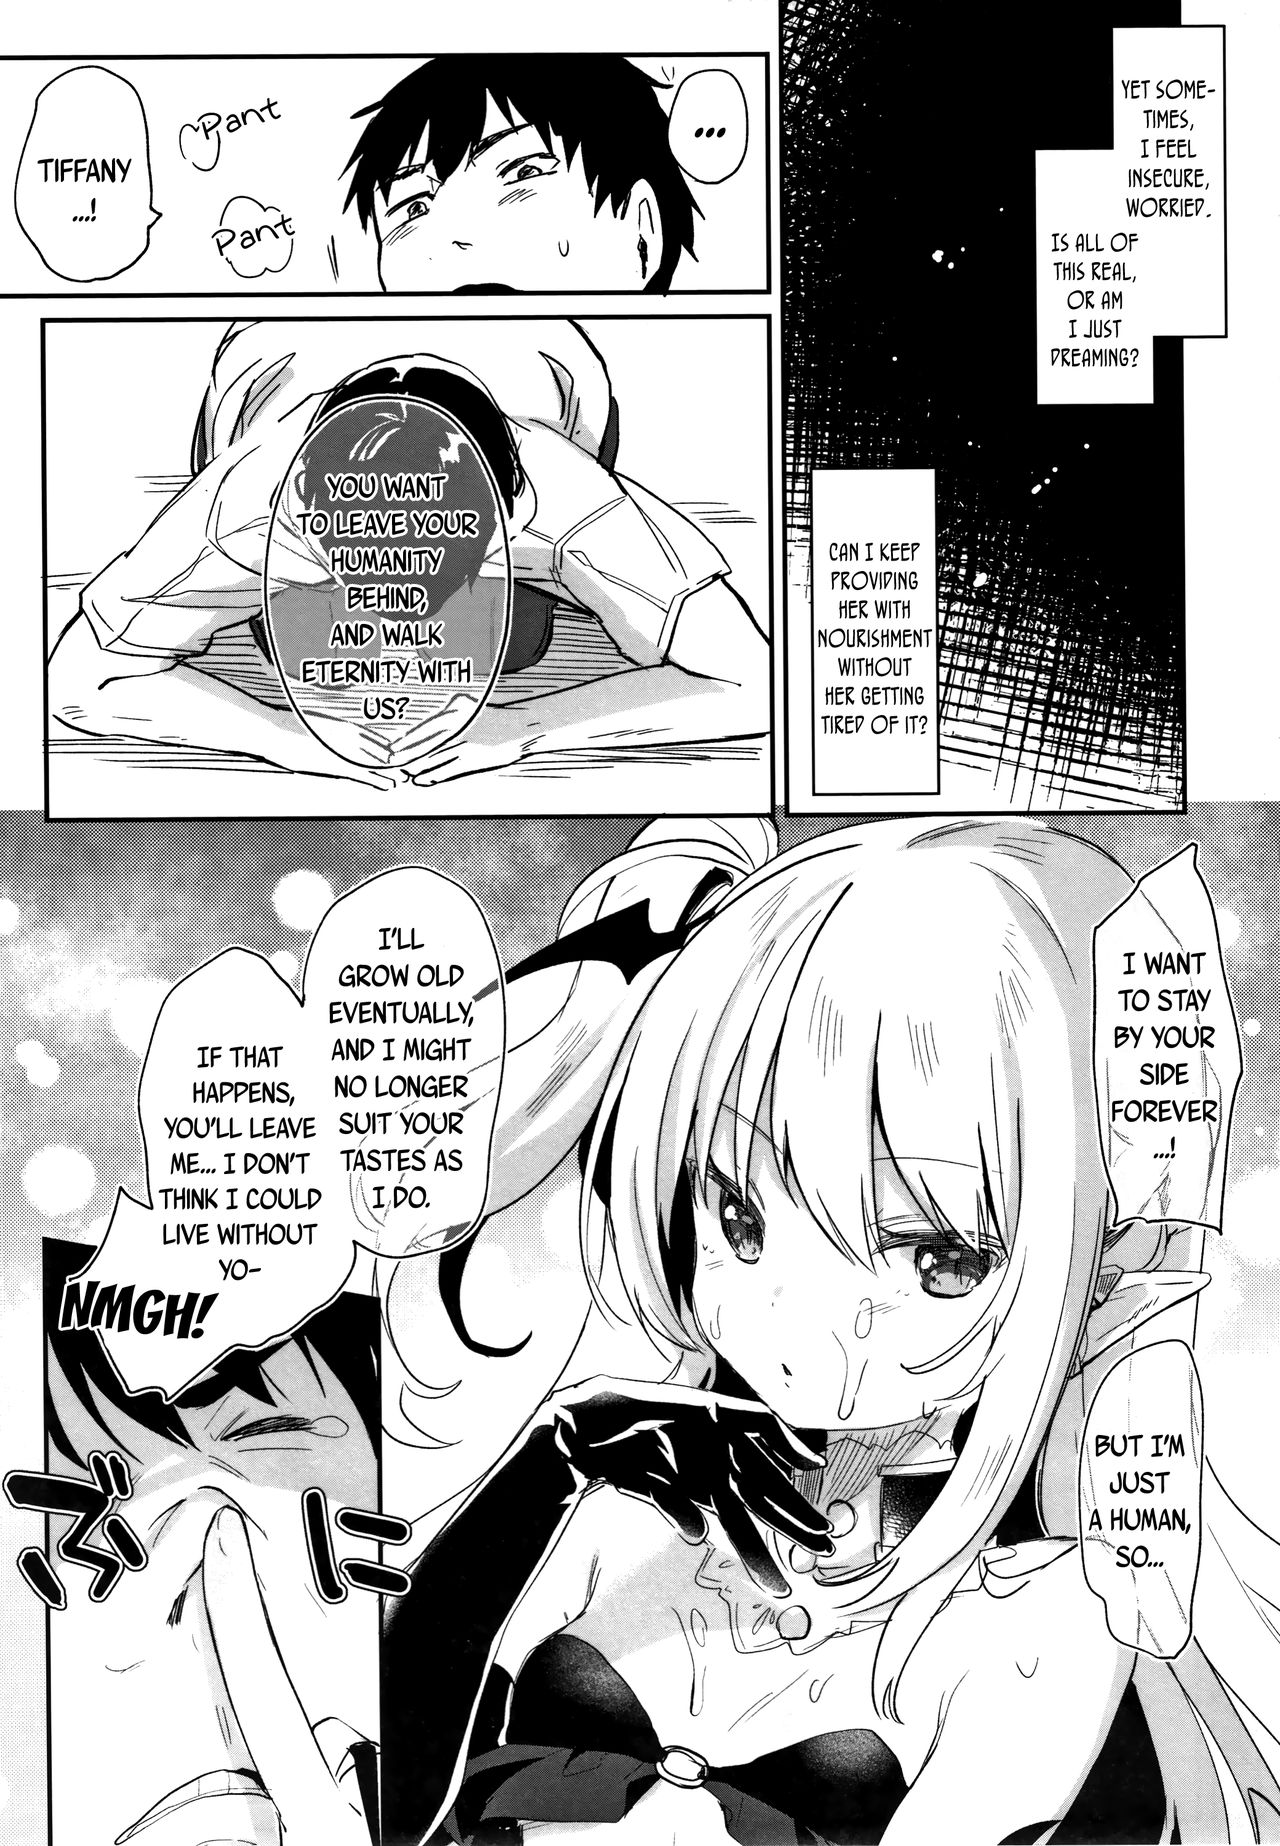 YET SOME-
TIMES,
I FEEL
INSECURE,
WORRIED.
IS ALL OF
THIS REAL,
OR AM
I JUST
DREAMING?
CAN I KEEP
PROVIDING
HER WITH
NOURISHMENT
WITHOUT
HER GETTING
TIRED OF IT?
...
Pant
Pant
TIFFANY
...!
YOU WANT
TO LEAVE YOUR
HUMANITY
BEHIND,
AND WALK
ETERNITY WITH
US?
I WANT
TO STAY
BY YOUR
SIDE
FOREVER
...!
BUT I'M
JUST
A HUMAN,
SO...
I'LL
GROW OLD
EVENTUALLY,
AND I MIGHT
NO LONGER
SUIT YOUR
TASTES AS
I DO.
IF THAT
HAPPENS,
YOU'LL LEAVE
ME... I DON'T
THINK I COULD
LIVE WITHOUT
YO-
NMGH!
ぶに